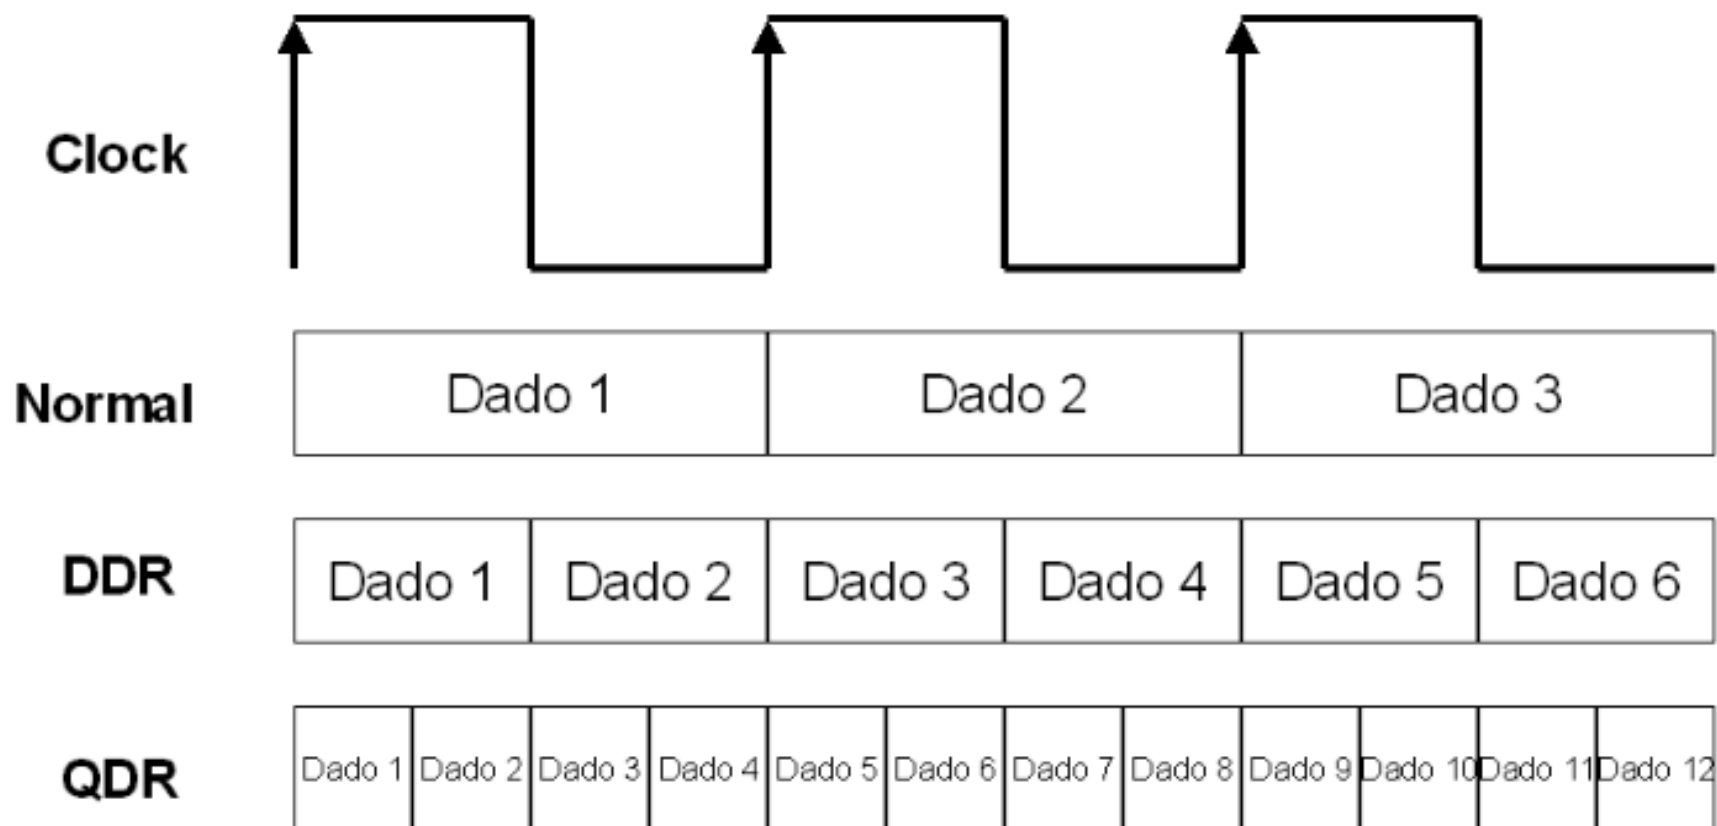 Clock
Normal Dado 1 Dado 2 Dado 3
DDR Dado 1 Dado 2 Dado 3 Dado 4 Dado 5 Dado 6
QDR Dado 1 Dado 2 Dado 3 Dado 4 Dado 5 Dado 6 Dado 7 Dado 8 Dado 9 Dado 10 Dado 11 Dado 12